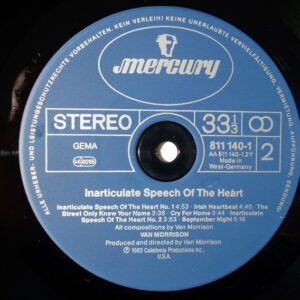 ALLE URHEBER- UND LEISTUNGSSCHUTZRECHTE VORBEHALTEN. KEIN VERLEIH! KEINE UNERLAUBTE VERVIELFÄLTIGUNG, VERMIETUNG, AUFFÜHRUNG, SENDUNG!
mercury
STEREO 33 1/3
GEMA
811 140-1
AA 811 140-1.2Y
Made in
West-Germany
LC 0268
2
Inarticulate Speech Of The Heart
Inarticulate Speech Of The Heart No. 1 4:53 · Irish Heartbeat 4:40 · The
Street Only Knew Your Name 3:36 · Cry For Home 3:44 · Inarticulate
Speech Of The Heart No. 2 3:53 · September Night 5:16
All compositions by Van Morrison
VAN MORRISON
Produced and directed by Van Morrison
℗ 1983 Caledonia Productions Inc.,
U.S.A.